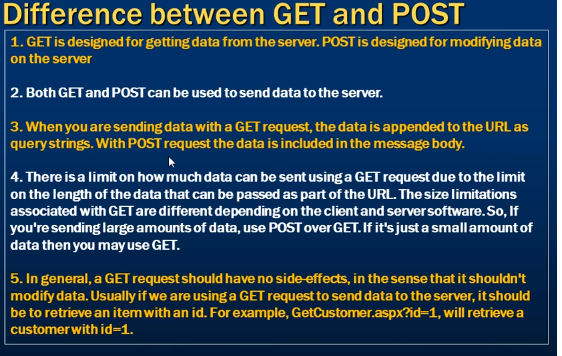 Difference between GET and POST
1. GET is designed for getting data from the server. POST is designed for modifying data
on the server
2. Both GET and POST can be used to send data to the server.
3. When you are sending data with a GET request, the data is appended to the URL as
query strings. With POST request the data is included in the message body.
4. There is a limit on how much data can be sent using a GET request due to the limit
on the length of the data that can be passed as part of the URL. The size limitations
associated with GET are different depending on the client and server software. So, If
you're sending large amounts of data, use POST over GET. If it's just a small amount of
data then you may use GET.
5. In general, a GET request should have no side-effects, in the sense that it shouldn't
modify data. Usually if we are using a GET request to send data to the server, it should
be to retrieve an item with an id. For example, GetCustomer.aspx?id=1, will retrieve a
customer with id=1.